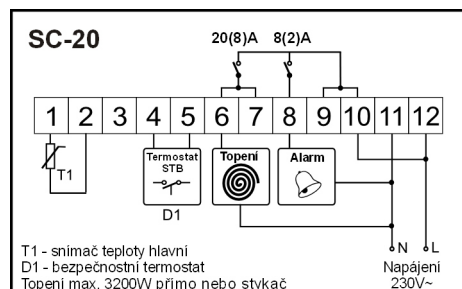 SC-20
20(8)A 8(2)A
1 2 3 4 5 6 7 8 9 10 11 12
T1
Termostat
STB
D1
Topení
Alarm
N L
T1 - snímač teploty hlavní
D1 - bezpečnostní termostat
Topení max. 3200W přímo nebo stykač
Napájení
230V~